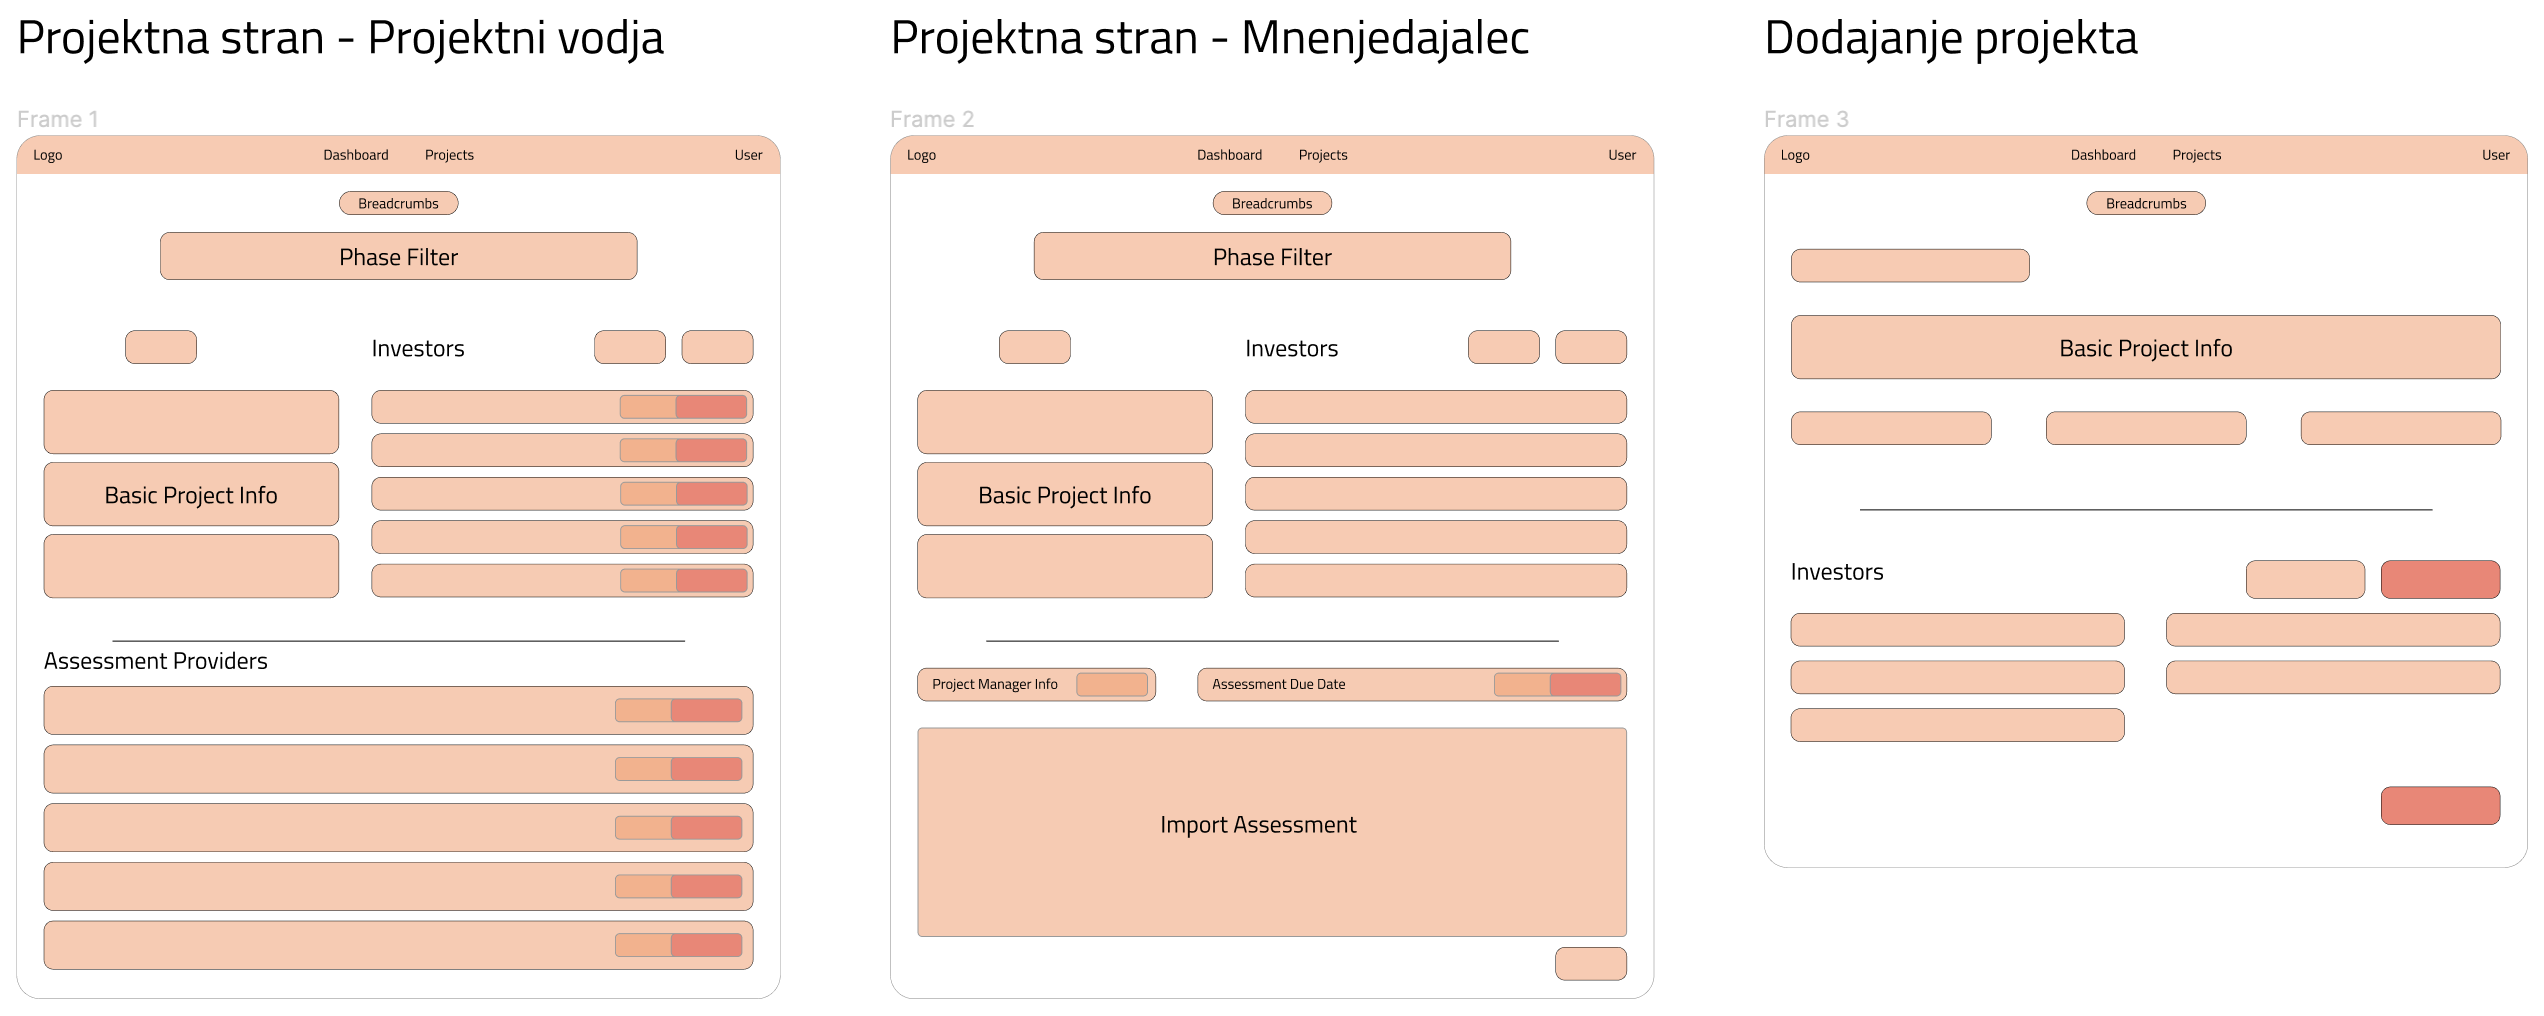 Projektna stran - Projektni vodja
Frame 1
Logo Dashboard Projects User
Breadcrumbs
Phase Filter
Investors
Basic Project Info
Assessment Providers
Projektna stran - Mnenjedajalec
Frame 2
Logo Dashboard Projects User
Breadcrumbs
Phase Filter
Investors
Basic Project Info
Project Manager Info
Assessment Due Date
Import Assessment
Dodajanje projekta
Frame 3
Logo Dashboard Projects User
Breadcrumbs
Basic Project Info
Investors